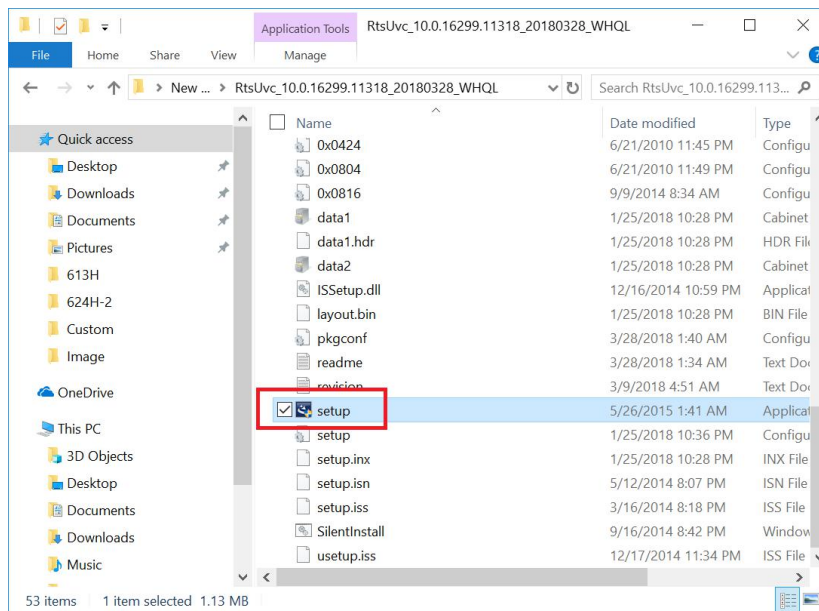 Application Tools RtsUvc_10.0.16299.11318_20180328_WHQL
File Home Share View Manage
New ... RtsUvc_10.0.16299.11318_20180328_WHQL Search RtsUvc_10.0.16299.113...
Quick access
Desktop
Downloads
Documents
Pictures
613H
624H-2
Custom
Image
OneDrive
This PC
3D Objects
Desktop
Documents
Downloads
Music
Name Date modified Type
0x0424 6/21/2010 11:45 PM Configu
0x0804 6/21/2010 11:49 PM Configu
0x0816 9/9/2014 8:34 AM Configu
data1 1/25/2018 10:28 PM Cabinet
data1.hdr 1/25/2018 10:28 PM HDR File
data2 1/25/2018 10:28 PM Cabinet
ISSetup.dll 12/16/2014 10:59 PM Applicat
layout.bin 1/25/2018 10:28 PM BIN File
pkgconf 3/28/2018 1:40 AM Configu
readme 3/28/2018 1:34 AM Text Doc
revision 3/9/2018 4:51 AM Text Doc
setup 5/26/2015 1:41 AM Applicat
setup 1/25/2018 10:36 PM Configu
setup.inx 1/25/2018 10:28 PM INX File
setup.isn 5/12/2014 8:07 PM ISN File
setup.iss 3/16/2014 8:18 PM ISS File
SilentInstall 9/16/2014 8:42 PM Window
usetup.iss 12/17/2014 11:34 PM ISS File
53 items 1 item selected 1.13 MB